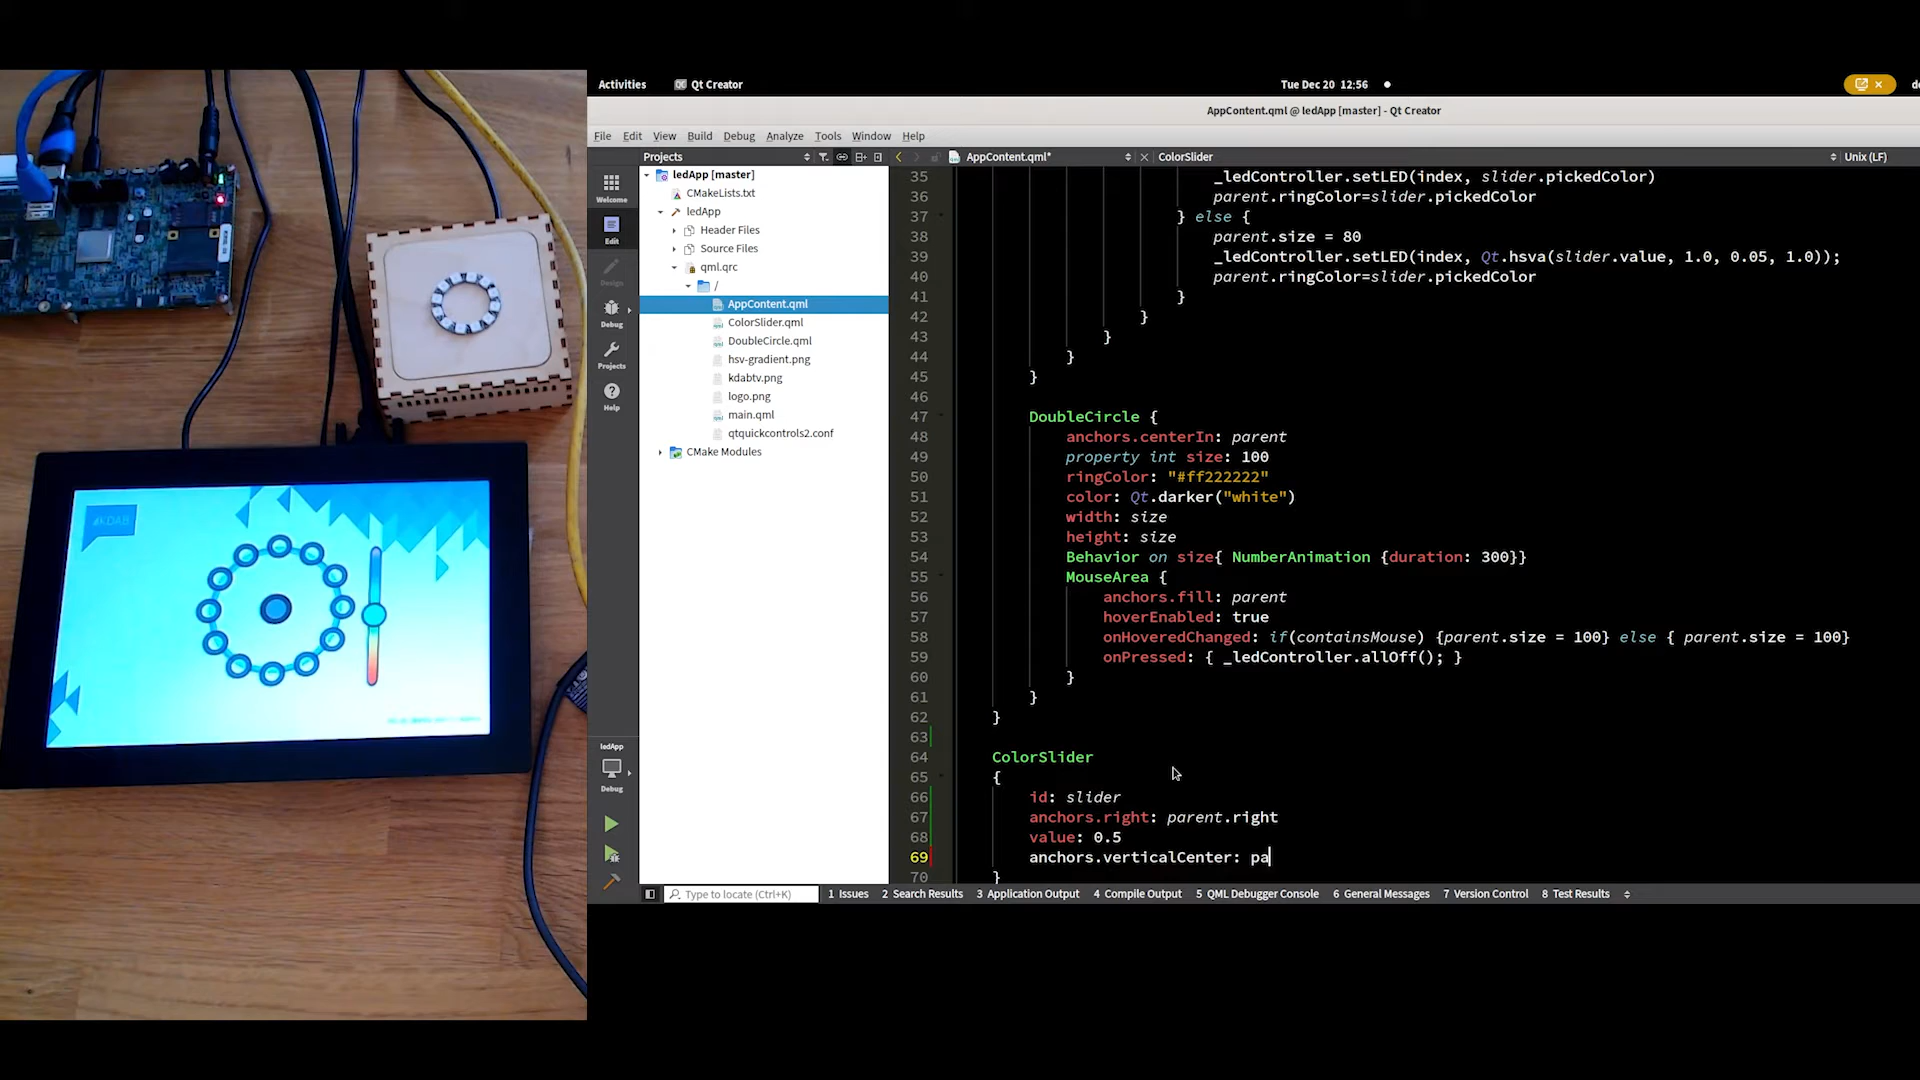 Activities
Qt Creator
Tue Dec 20 12:56
AppContent.qml @ ledApp [master] - Qt Creator
File Edit View Build Debug Analyze Tools Window Help
Projects
AppContent.qml*
ColorSlider
Unix (LF)
Welcome
Edit
Design
Debug
Projects
Help
ledApp
Debug
ledApp [master]
CMakeLists.txt
ledApp
Header Files
Source Files
qml.qrc
/
AppContent.qml
ColorSlider.qml
DoubleCircle.qml
hsv-gradient.png
kdabtv.png
logo.png
main.qml
qtquickcontrols2.conf
CMake Modules
35 _ledController.setLED(index, slider.pickedColor)
36 parent.ringColor=slider.pickedColor
37 } else {
38 parent.size = 80
39 _ledController.setLED(index, Qt.hsva(slider.value, 1.0, 0.05, 1.0));
40 parent.ringColor=slider.pickedColor
41 }
42 }
43 }
44 }
45 }
46
47 DoubleCircle {
48 anchors.centerIn: parent
49 property int size: 100
50 ringColor: "#ff222222"
51 color: Qt.darker("white")
52 width: size
53 height: size
54 Behavior on size{ NumberAnimation {duration: 300}}
55 MouseArea {
56 anchors.fill: parent
57 hoverEnabled: true
58 onHoveredChanged: if(containsMouse) {parent.size = 100} else { parent.size = 100}
59 onPressed: { _ledController.allOff(); }
60 }
61 }
62 }
63
64 ColorSlider
65 {
66 id: slider
67 anchors.right: parent.right
68 value: 0.5
69 anchors.verticalCenter: pa
70 }
Type to locate (Ctrl+K)
1 Issues 2 Search Results 3 Application Output 4 Compile Output 5 QML Debugger Console 6 General Messages 7 Version Control 8 Test Results
KDAB